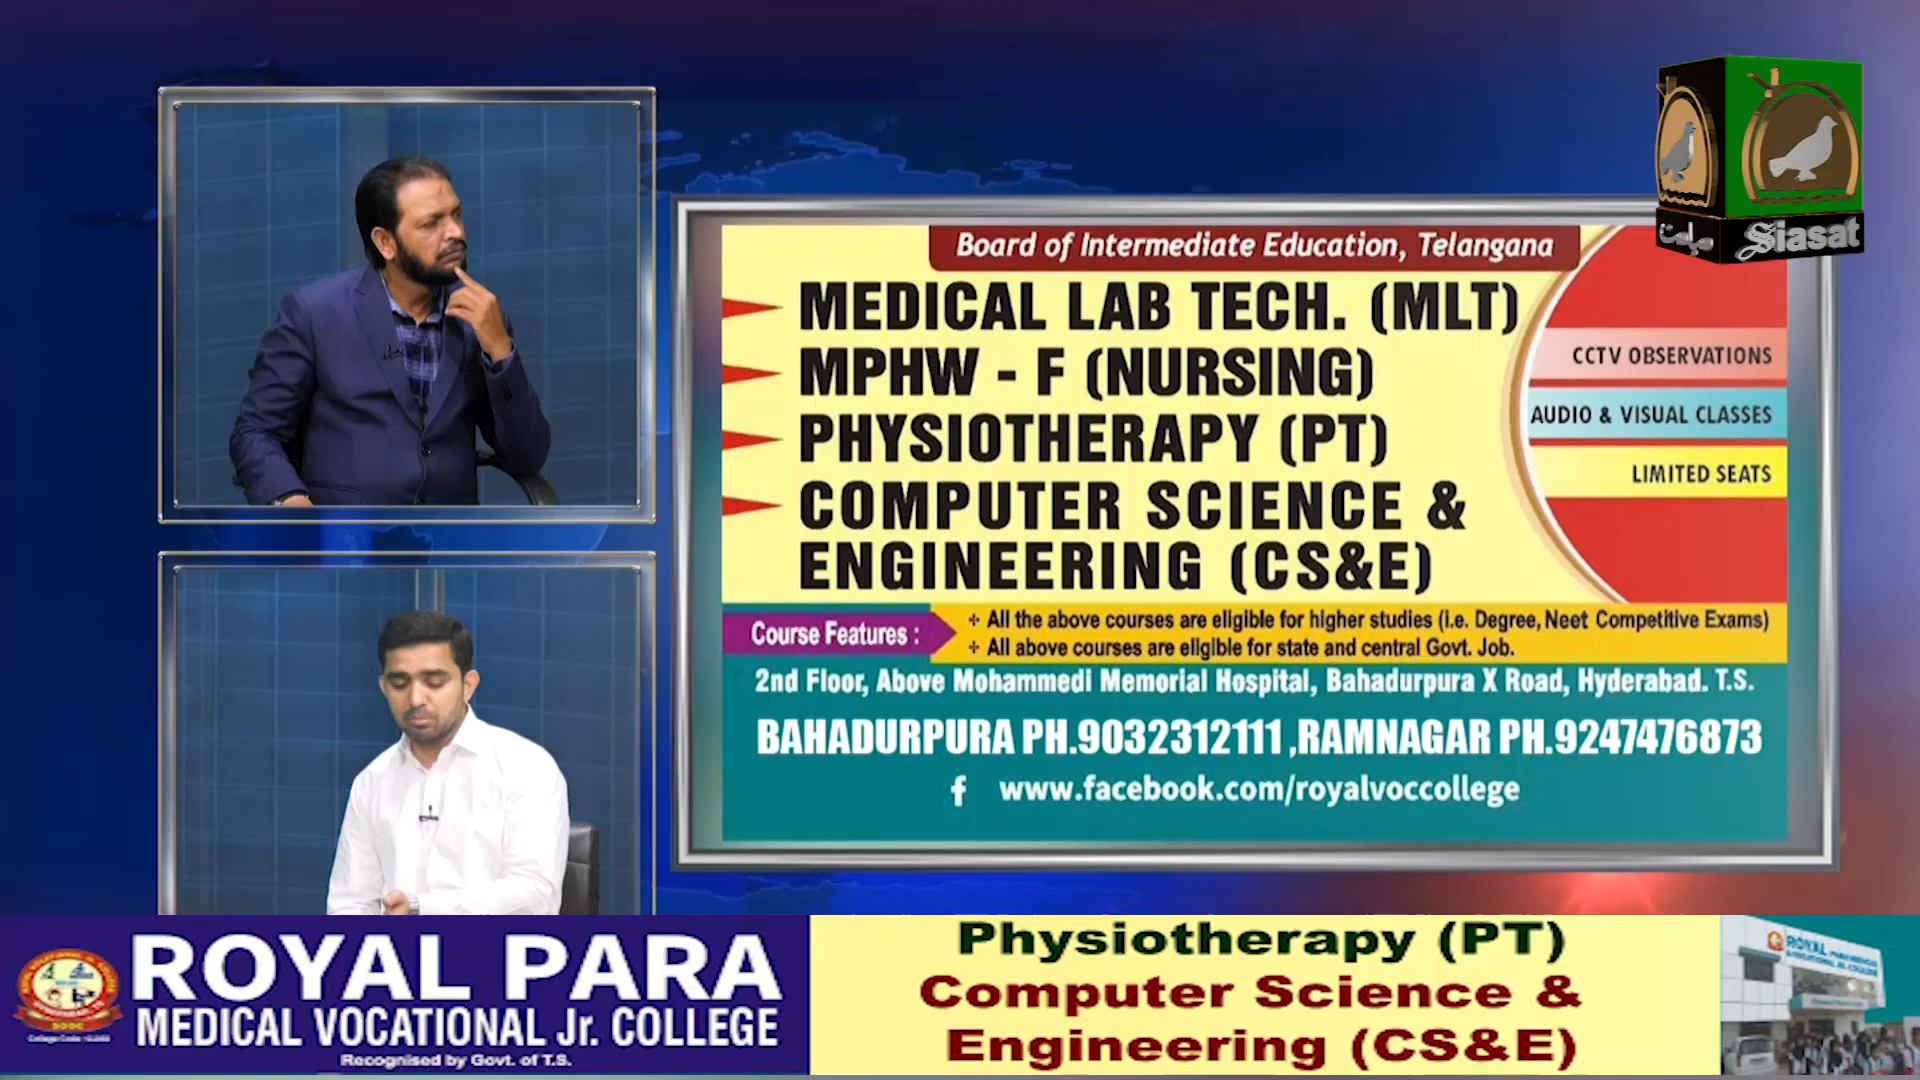 سیاست
Siasat
Board of Intermediate Education, Telangana
MEDICAL LAB TECH. (MLT)
MPHW - F (NURSING)
PHYSIOTHERAPY (PT)
COMPUTER SCIENCE &
ENGINEERING (CS&E)
CCTV OBSERVATIONS
AUDIO & VISUAL CLASSES
LIMITED SEATS
Course Features :
+ All the above courses are eligible for higher studies (i.e. Degree, Neet Competitive Exams)
+ All above courses are eligible for state and central Govt. Job.
2nd Floor, Above Mohammedi Memorial Hospital, Bahadurpura X Road, Hyderabad. T.S.
BAHADURPURA PH.9032312111 ,RAMNAGAR PH.9247476873
f www.facebook.com/royalvoccollege
ROYAL PARA
MEDICAL VOCATIONAL Jr. COLLEGE
Recognised by Govt. of T.S.
Physiotherapy (PT)
Computer Science &
Engineering (CS&E)
ROYAL